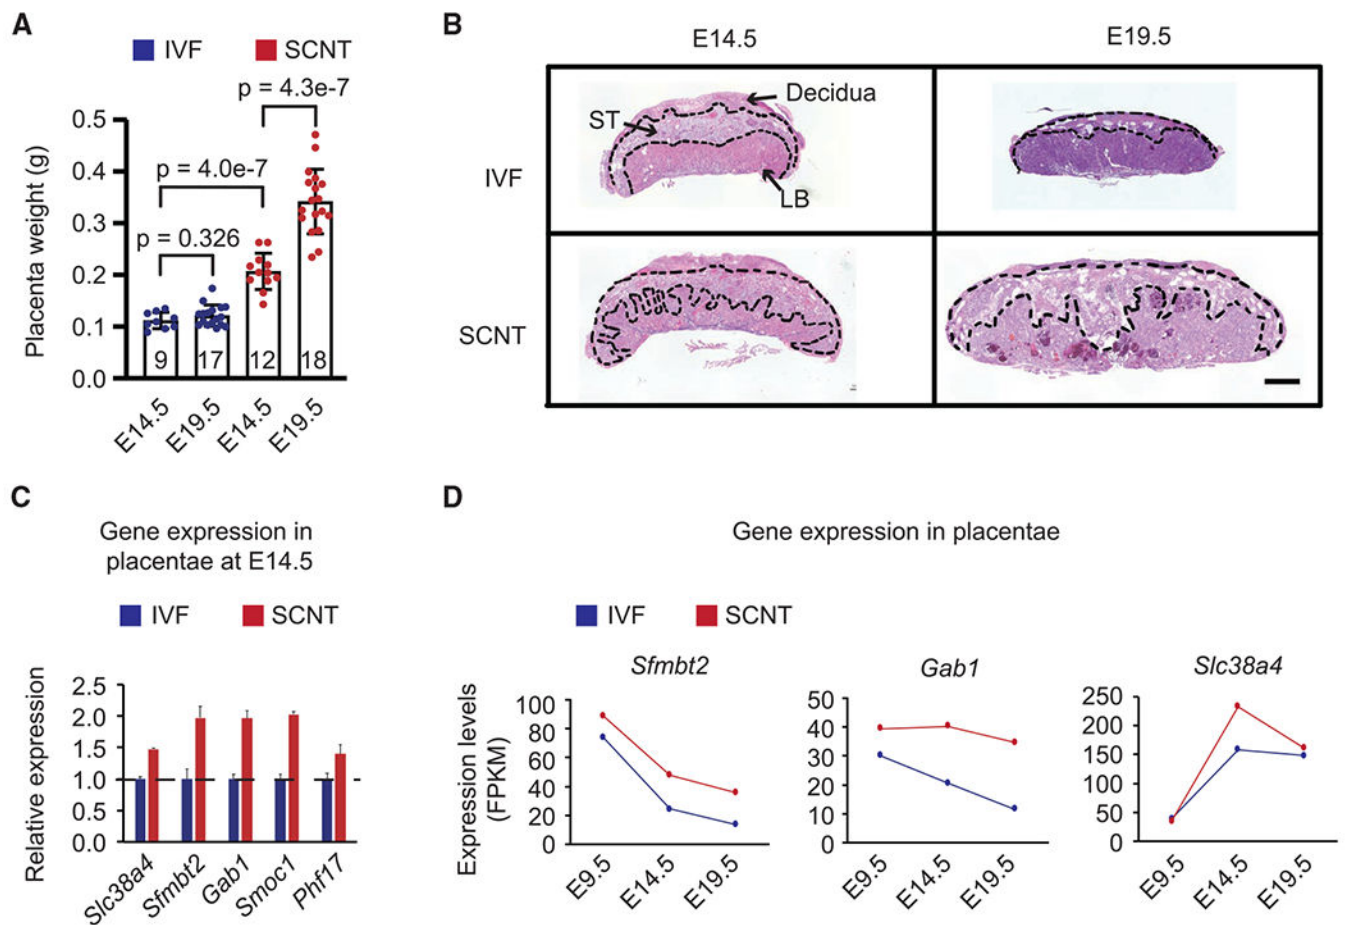 A
IVF
SCNT
p = 4.3e-7
p = 4.0e-7
p = 0.326
Placenta weight (g)
0.5
0.4
0.3
0.2
0.1
0.0
9
17
12
18
E14.5
E19.5
E14.5
E19.5
B
E14.5
E19.5
IVF
SCNT
Decidua
ST
LB
C
Gene expression in
placentae at E14.5
IVF
SCNT
Relative expression
2.5
2.0
1.5
1.0
0.5
0.0
Slc38a4
Sfmbt2
Gab1
Smoc1
Phf17
D
Gene expression in placentae
IVF
SCNT
Expression levels
(FPKM)
Sfmbt2
100
80
60
40
20
0
E9.5
E14.5
E19.5
Gab1
50
40
30
20
10
0
E9.5
E14.5
E19.5
Slc38a4
250
200
150
100
50
0
E9.5
E14.5
E19.5